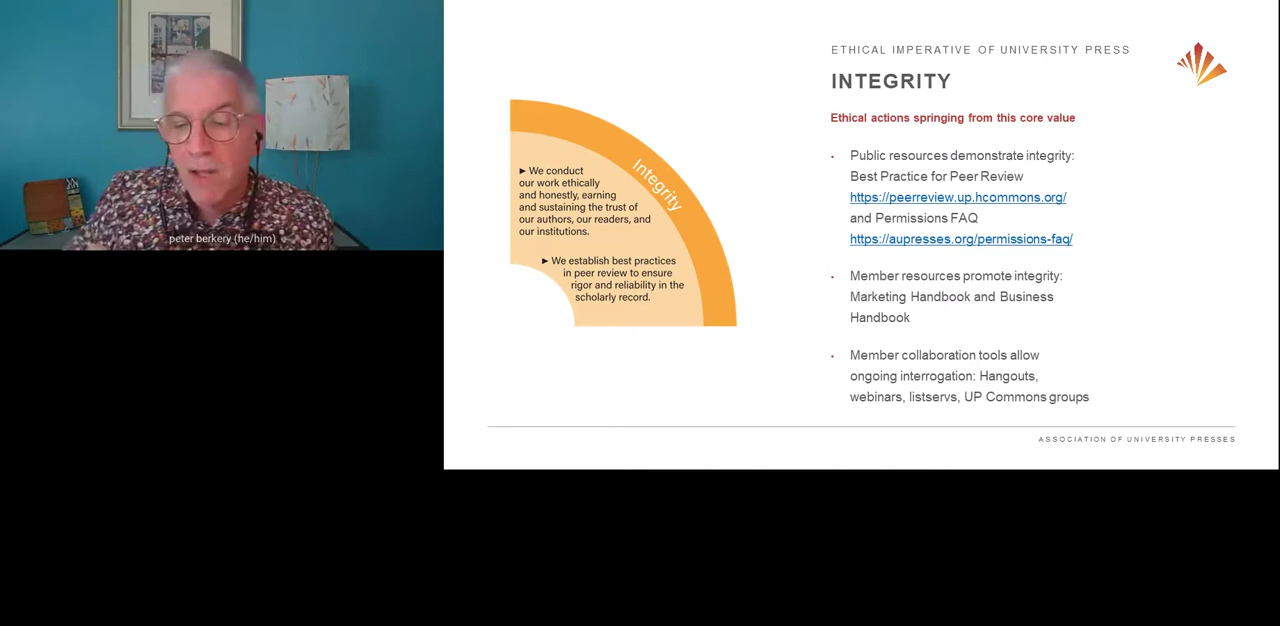 peter berkery (he/him)
ETHICAL IMPERATIVE OF UNIVERSITY PRESS
INTEGRITY
Ethical actions springing from this core value
Integrity
► We conduct
our work ethically
and honestly, earning
and sustaining the trust of
our authors, our readers, and
our institutions.
► We establish best practices
in peer review to ensure
rigor and reliability in the
scholarly record.
• Public resources demonstrate integrity:
Best Practice for Peer Review
https://peerreview.up.hcommons.org/
and Permissions FAQ
https://aupresses.org/permissions-faq/
• Member resources promote integrity:
Marketing Handbook and Business
Handbook
• Member collaboration tools allow
ongoing interrogation: Hangouts,
webinars, listservs, UP Commons groups
ASSOCIATION OF UNIVERSITY PRESSES